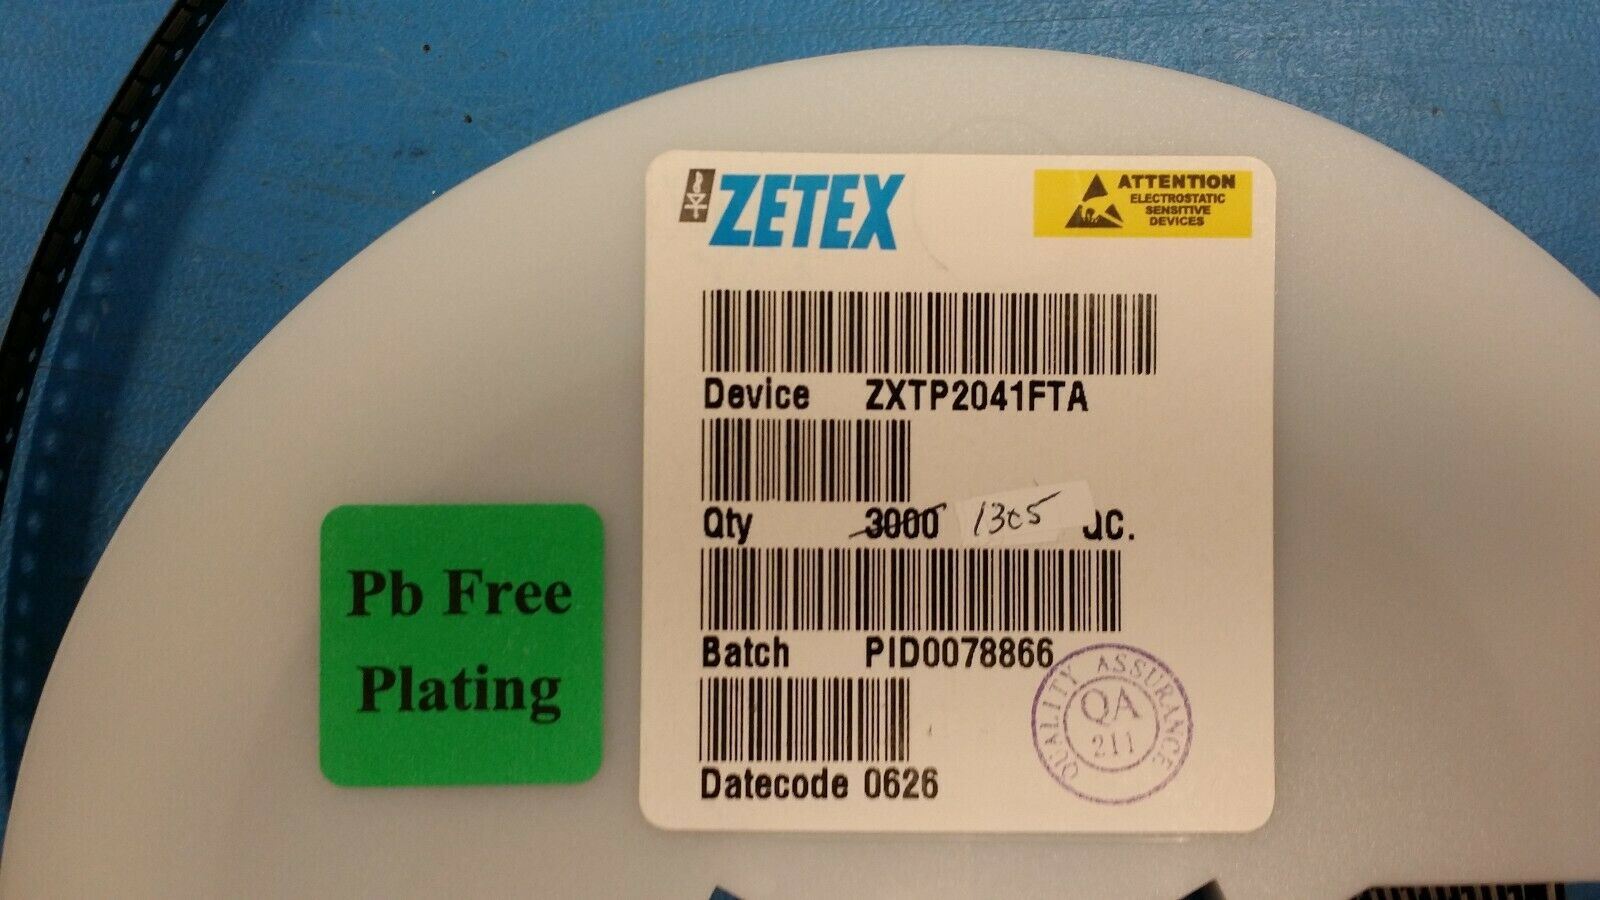 ZETEX
ATTENTION
ELECTROSTATIC
SENSITIVE
DEVICES
Device ZXTP2041FTA
Qty 3000 1305 QC.
Batch PID0078866
Datecode 0626
QUALITY ASSURANCE
QA
211
Pb Free
Plating